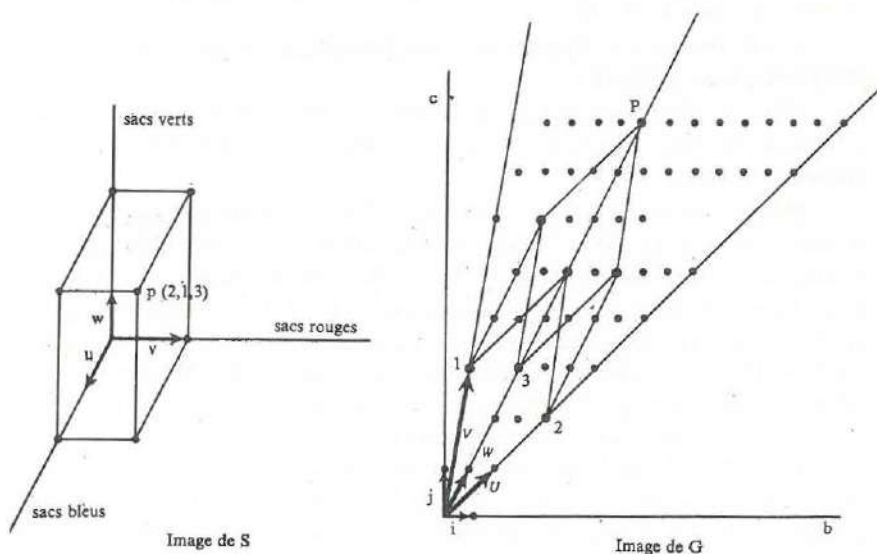 sacs verts
p (2,1,3)
w
sacs rouges
v
u
sacs bleus
Image de S
c
P
1
3
2
V
W
U
j
i
b
Image de G